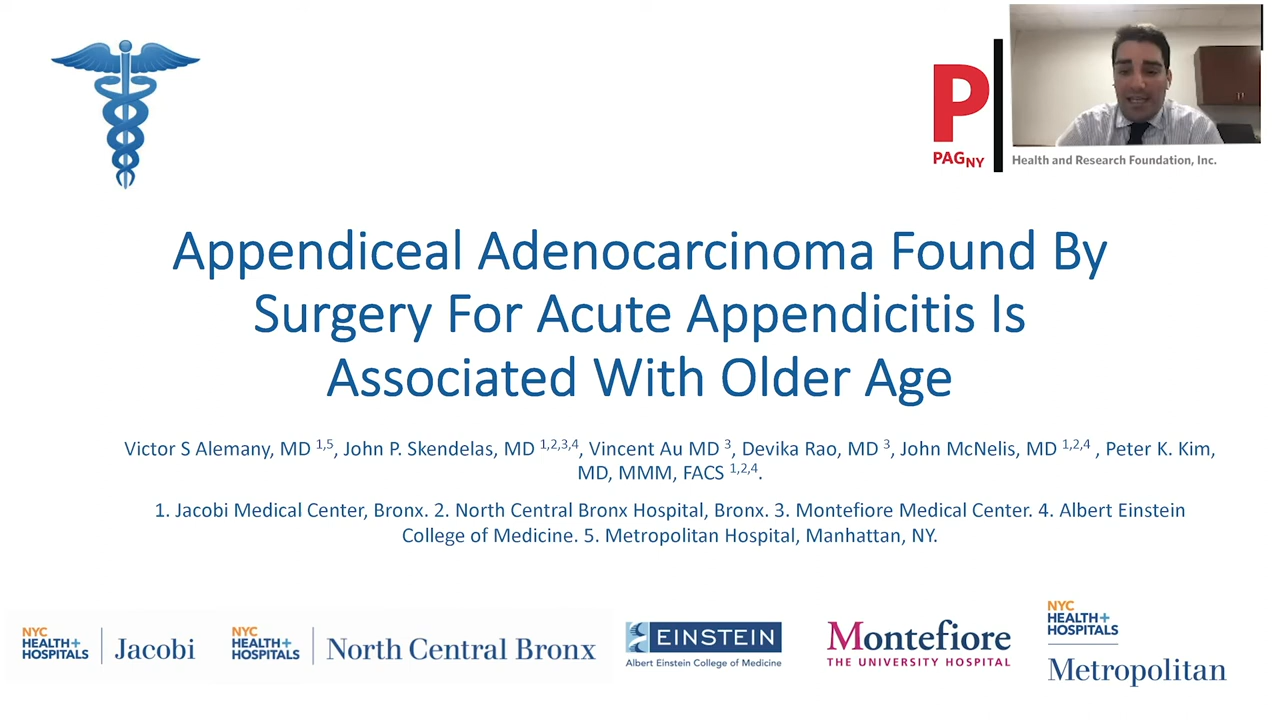 P
PAGNY
Health and Research Foundation, Inc.
Appendiceal Adenocarcinoma Found By
Surgery For Acute Appendicitis Is
Associated With Older Age
Victor S Alemany, MD 1,5, John P. Skendelas, MD 1,2,3,4, Vincent Au MD 3, Devika Rao, MD 3, John McNelis, MD 1,2,4 , Peter K. Kim,
MD, MMM, FACS 1,2,4.
1. Jacobi Medical Center, Bronx. 2. North Central Bronx Hospital, Bronx. 3. Montefiore Medical Center. 4. Albert Einstein
College of Medicine. 5. Metropolitan Hospital, Manhattan, NY.
NYC
HEALTH+
HOSPITALS
Jacobi
NYC
HEALTH+
HOSPITALS
North Central Bronx
EINSTEIN
Albert Einstein College of Medicine
Montefiore
THE UNIVERSITY HOSPITAL
NYC
HEALTH+
HOSPITALS
Metropolitan